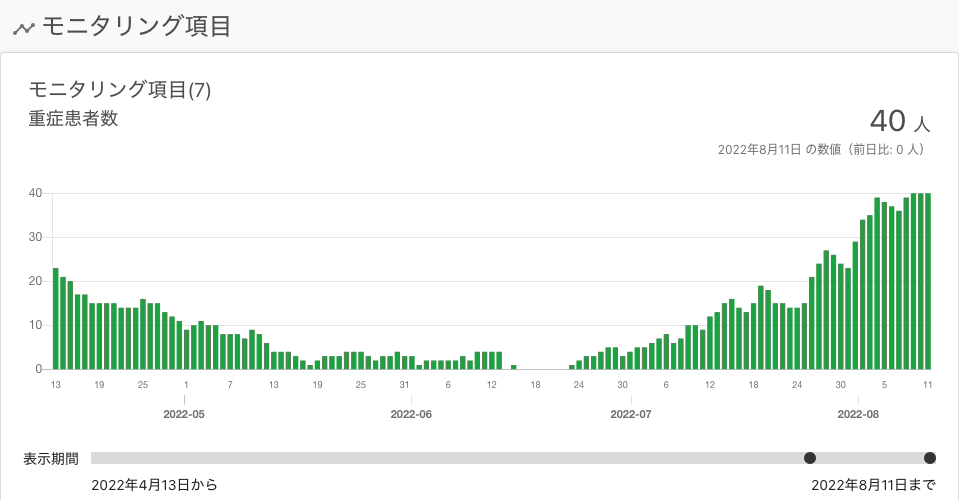 モニタリング項目
モニタリング項目(7)
重症患者数
40 人
2022年8月11日 の数値（前日比: 0 人）
40
30
20
10
0
13 19 25 1 7 13 19 25 31 6 12 18 24 30 6 12 18 24 30 5 11
2022-05 2022-06 2022-07 2022-08
表示期間
2022年4月13日から 2022年8月11日まで